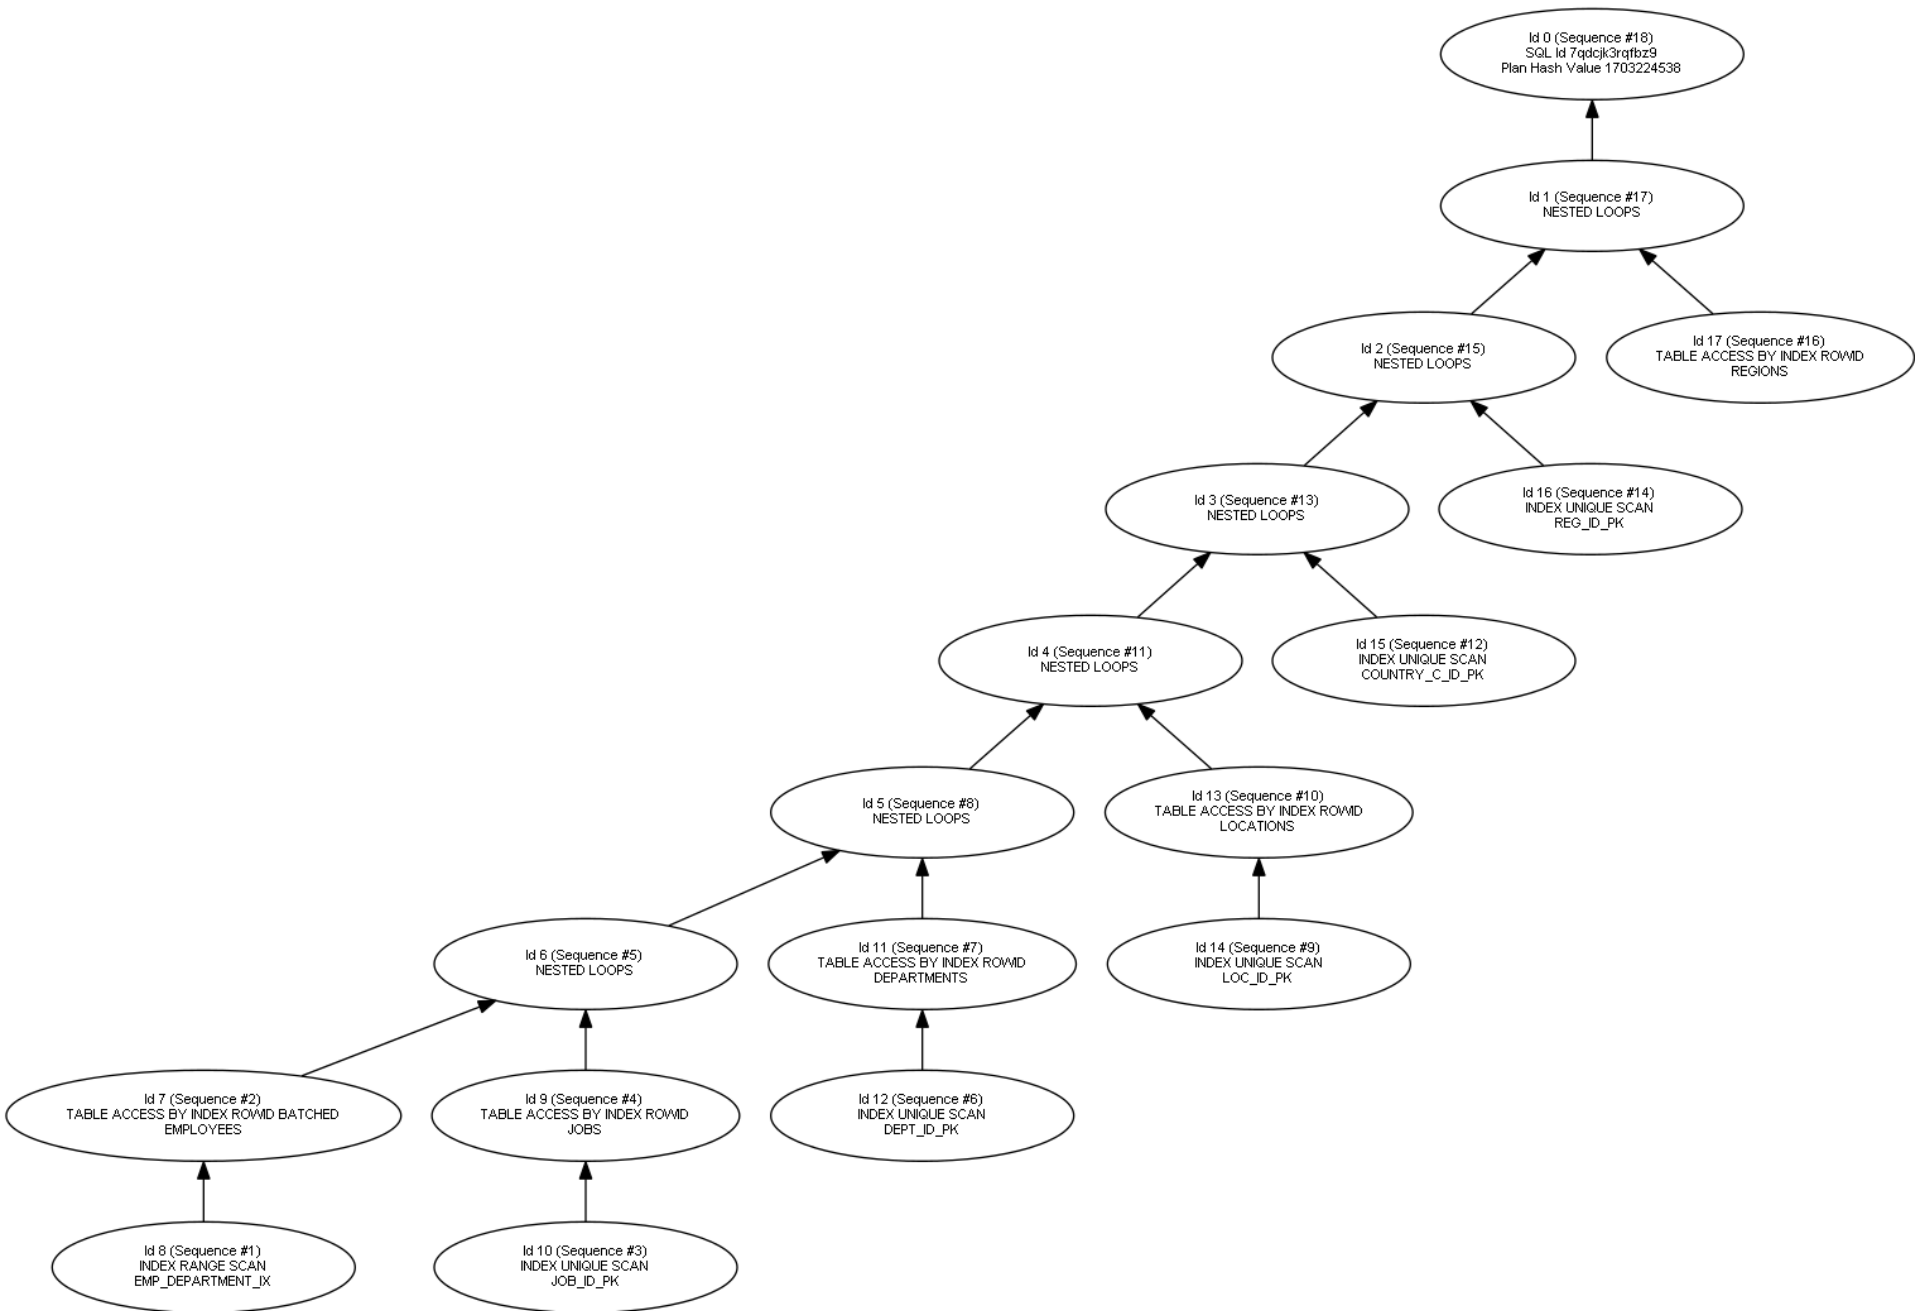 Id 0 (Sequence #18)
SQL Id 7qdcjk3rqfbz9
Plan Hash Value 1703224538
Id 1 (Sequence #17)
NESTED LOOPS
Id 2 (Sequence #15)
NESTED LOOPS
Id 17 (Sequence #16)
TABLE ACCESS BY INDEX ROWID
REGIONS
Id 3 (Sequence #13)
NESTED LOOPS
Id 16 (Sequence #14)
INDEX UNIQUE SCAN
REG_ID_PK
Id 4 (Sequence #11)
NESTED LOOPS
Id 15 (Sequence #12)
INDEX UNIQUE SCAN
COUNTRY_C_ID_PK
Id 5 (Sequence #8)
NESTED LOOPS
Id 13 (Sequence #10)
TABLE ACCESS BY INDEX ROWID
LOCATIONS
Id 6 (Sequence #5)
NESTED LOOPS
Id 11 (Sequence #7)
TABLE ACCESS BY INDEX ROWID
DEPARTMENTS
Id 14 (Sequence #9)
INDEX UNIQUE SCAN
LOC_ID_PK
Id 7 (Sequence #2)
TABLE ACCESS BY INDEX ROWID BATCHED
EMPLOYEES
Id 9 (Sequence #4)
TABLE ACCESS BY INDEX ROWID
JOBS
Id 12 (Sequence #6)
INDEX UNIQUE SCAN
DEPT_ID_PK
Id 8 (Sequence #1)
INDEX RANGE SCAN
EMP_DEPARTMENT_IX
Id 10 (Sequence #3)
INDEX UNIQUE SCAN
JOB_ID_PK